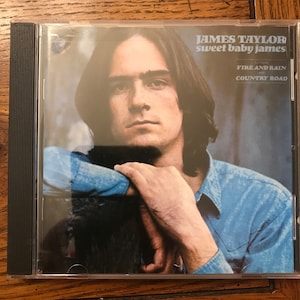 JAMES TAYLOR
sweet baby james
FIRE AND RAIN
COUNTRY ROAD